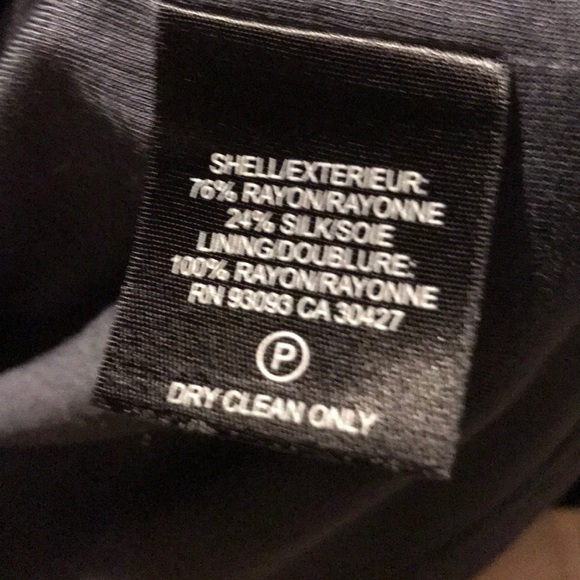 SHELL/EXTERIEUR:
76% RAYON/RAYONNE
24% SILK/SOIE
LINING/DOUBLURE:
100% RAYON/RAYONNE
RN 93093 CA 30427
P
DRY CLEAN ONLY